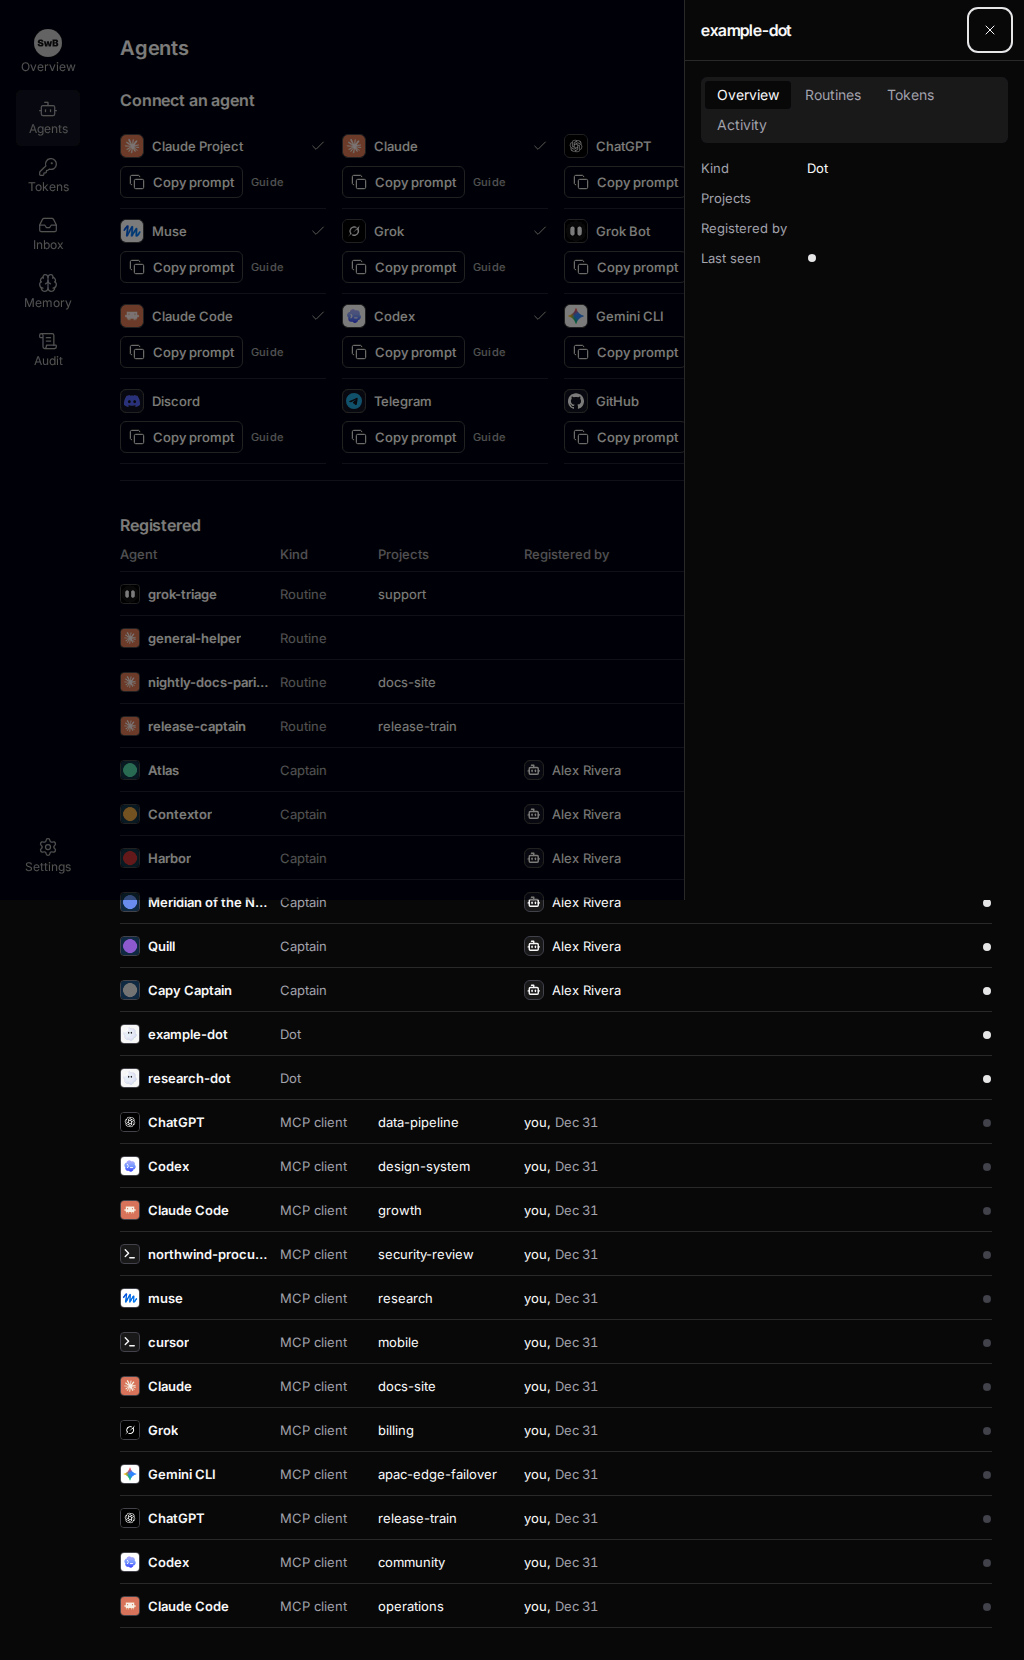 SwB
Overview
Agents
Tokens
Inbox
Memory
Audit
Settings
Agents
Connect an agent
Claude Project
Copy prompt Guide
Claude
Copy prompt Guide
ChatGPT
Copy prompt
Muse
Copy prompt Guide
Grok
Copy prompt Guide
Grok Bot
Copy prompt
Claude Code
Copy prompt Guide
Codex
Copy prompt Guide
Gemini CLI
Copy prompt
Discord
Copy prompt Guide
Telegram
Copy prompt Guide
GitHub
Copy prompt
Registered
Agent Kind Projects Registered by
grok-triage Routine support
general-helper Routine
nightly-docs-pari... Routine docs-site
release-captain Routine release-train
Atlas Captain Alex Rivera
Contextor Captain Alex Rivera
Harbor Captain Alex Rivera
Meridian of the N... Captain Alex Rivera
Quill Captain Alex Rivera
Capy Captain Captain Alex Rivera
example-dot Dot
research-dot Dot
ChatGPT MCP client data-pipeline you, Dec 31
Codex MCP client design-system you, Dec 31
Claude Code MCP client growth you, Dec 31
northwind-procu... MCP client security-review you, Dec 31
muse MCP client research you, Dec 31
cursor MCP client mobile you, Dec 31
Claude MCP client docs-site you, Dec 31
Grok MCP client billing you, Dec 31
Gemini CLI MCP client apac-edge-failover you, Dec 31
ChatGPT MCP client release-train you, Dec 31
Codex MCP client community you, Dec 31
Claude Code MCP client operations you, Dec 31
example-dot
Overview Routines Tokens
Activity
Kind Dot
Projects
Registered by
Last seen